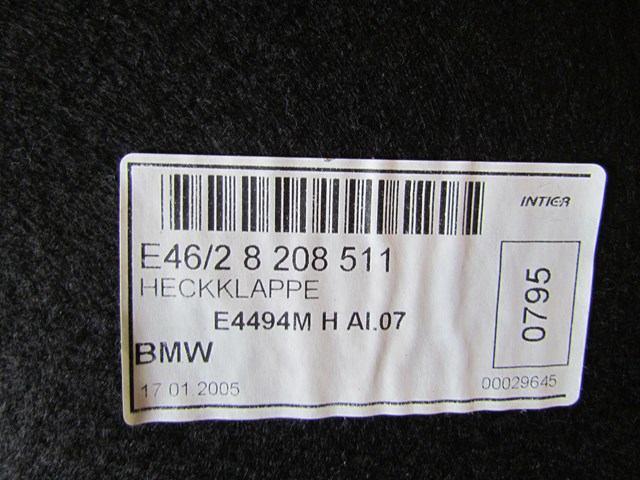 INTIER
E46/2 8 208 511
HECKKLAPPE
E4494M H AI.07
0795
BMW
17 01 2005
00029645